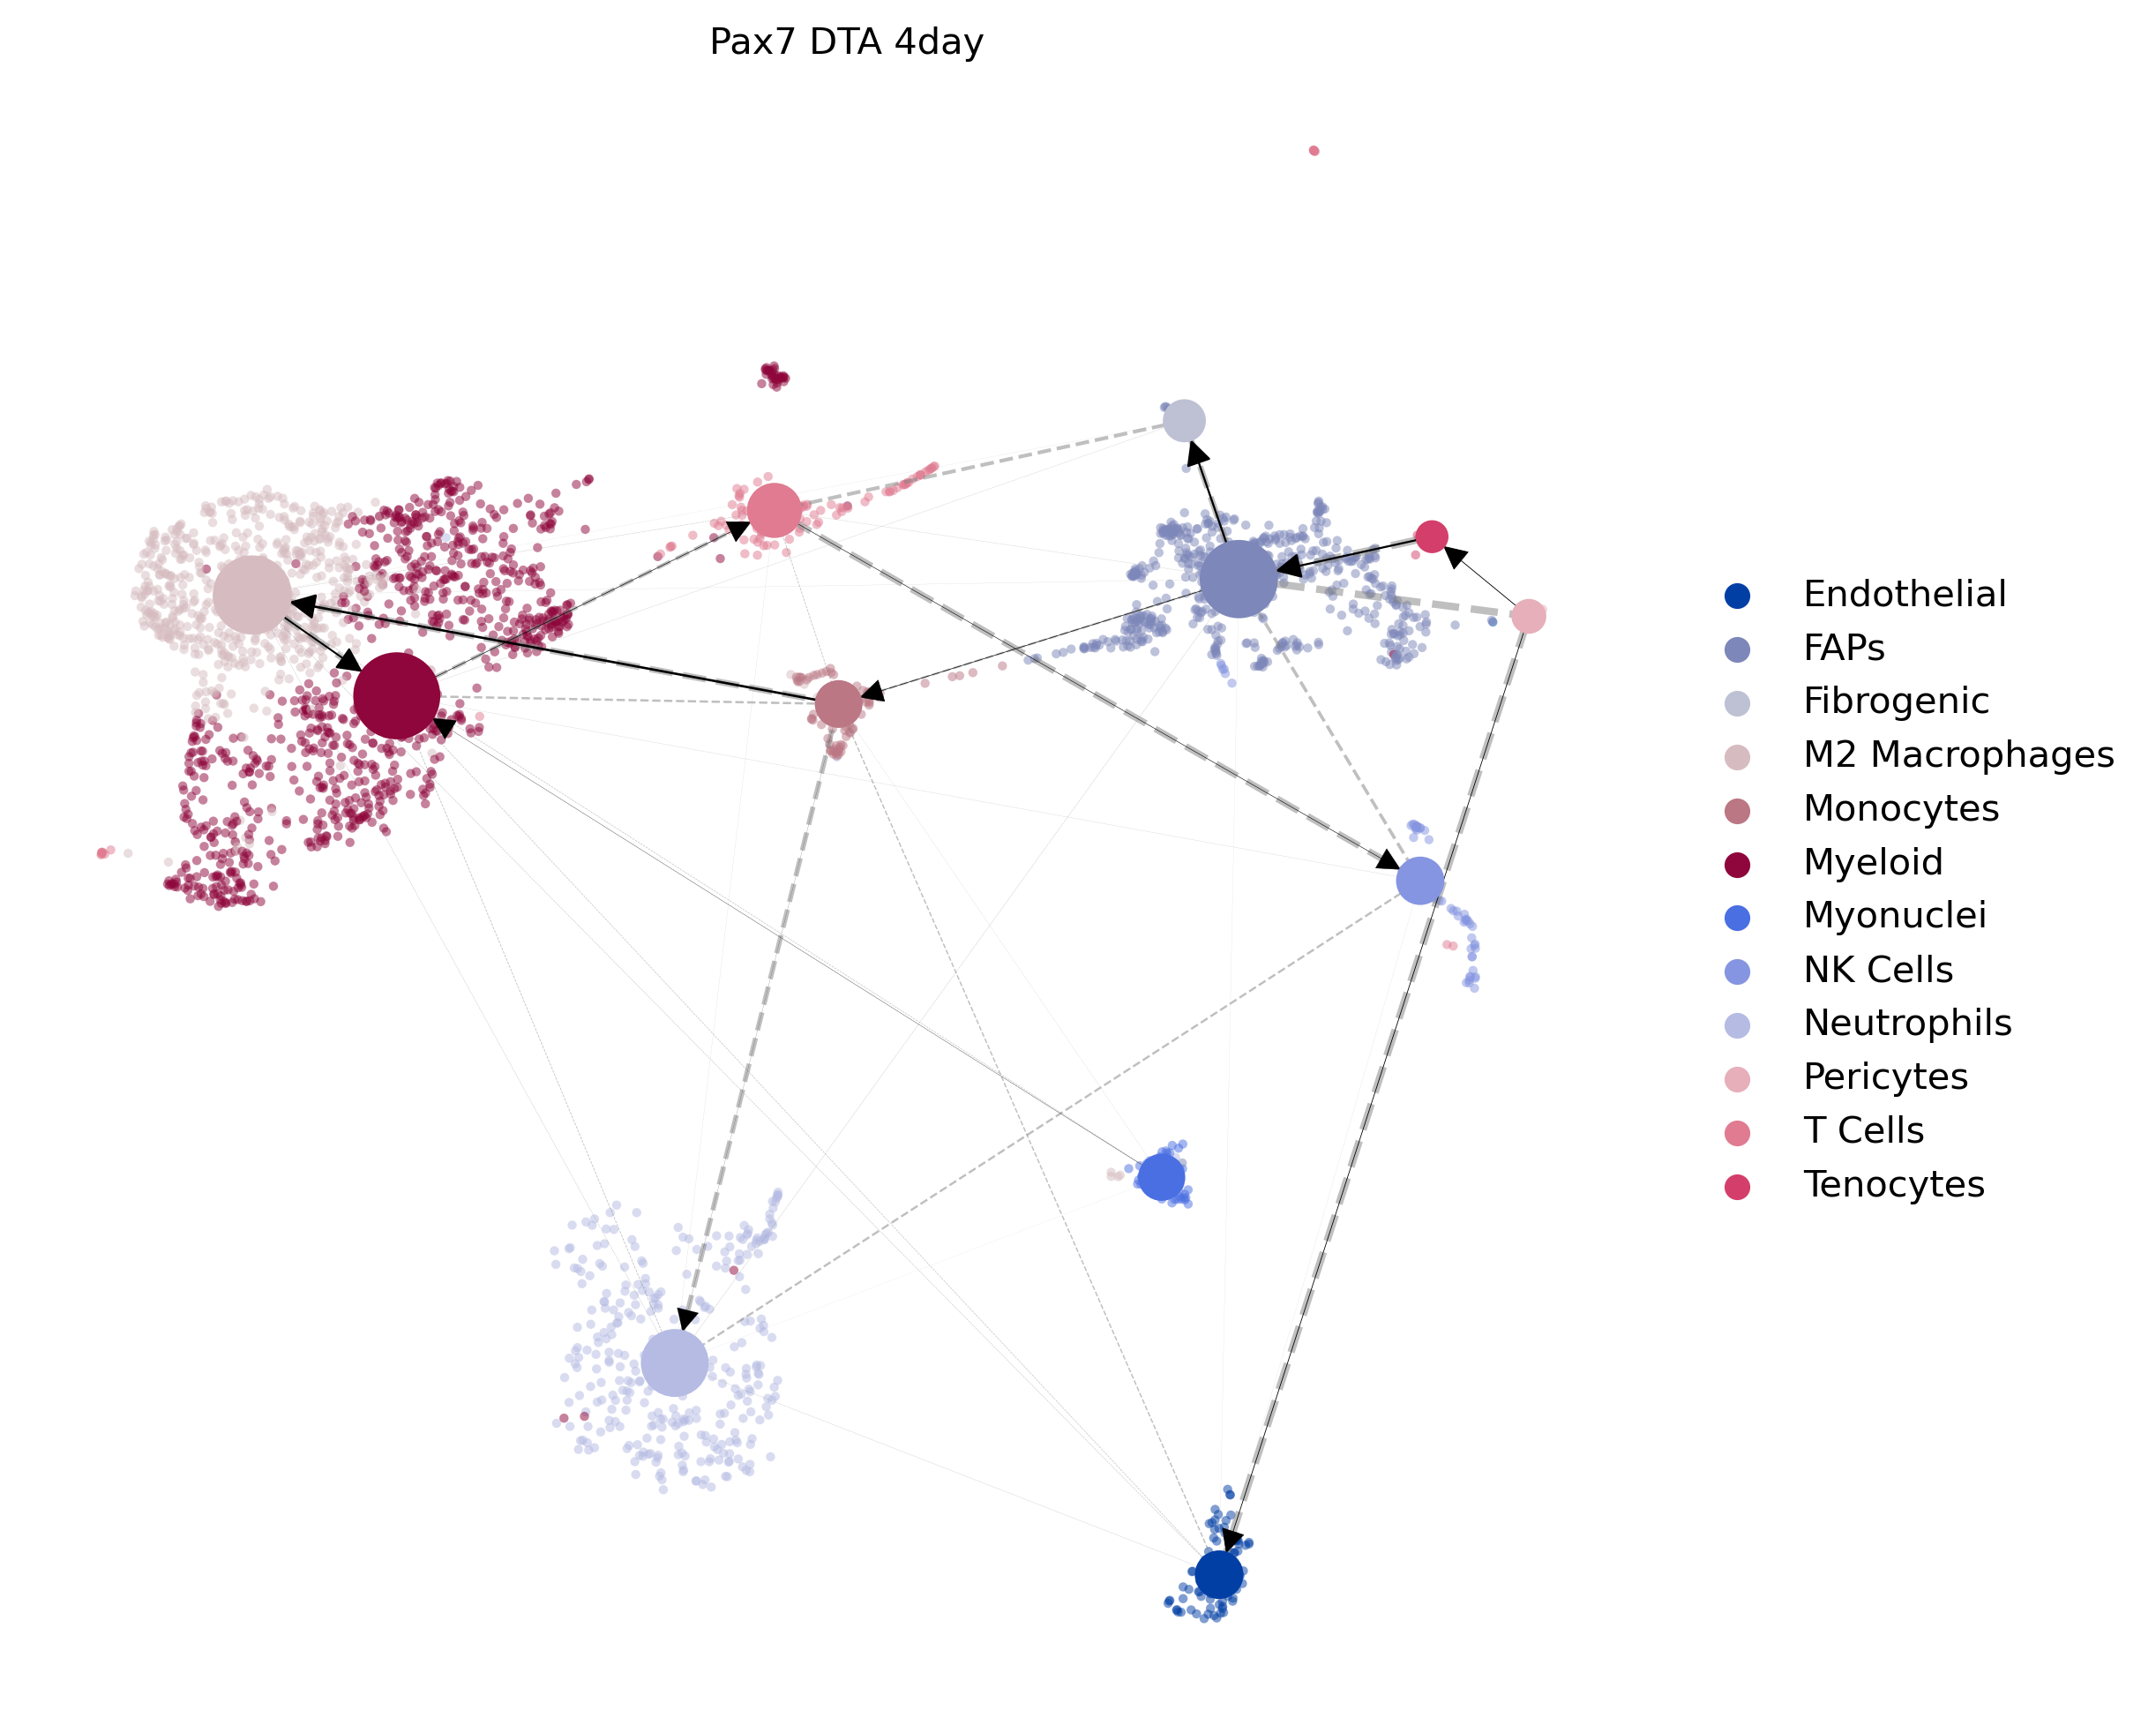 Pax7 DTA 4day
Endothelial
FAPs
Fibrogenic
M2 Macrophages
Monocytes
Myeloid
Myonuclei
NK Cells
Neutrophils
Pericytes
T Cells
Tenocytes